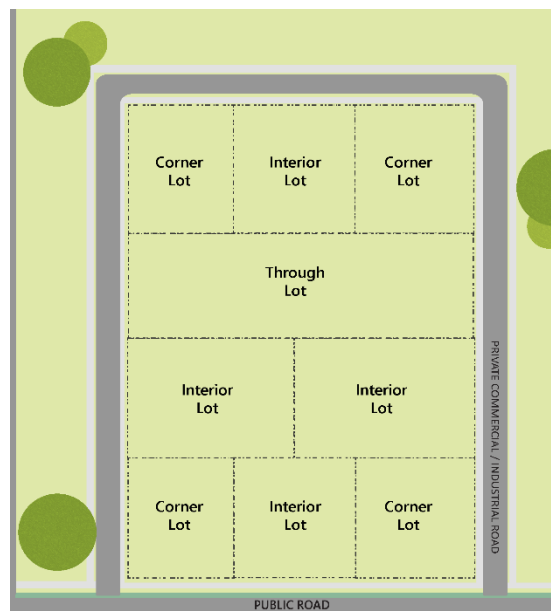 Corner
Lot
Interior
Lot
Corner
Lot
Through
Lot
Interior
Lot
Interior
Lot
Corner
Lot
Interior
Lot
Corner
Lot
PRIVATE COMMERCIAL / INDUSTRIAL ROAD
PUBLIC ROAD